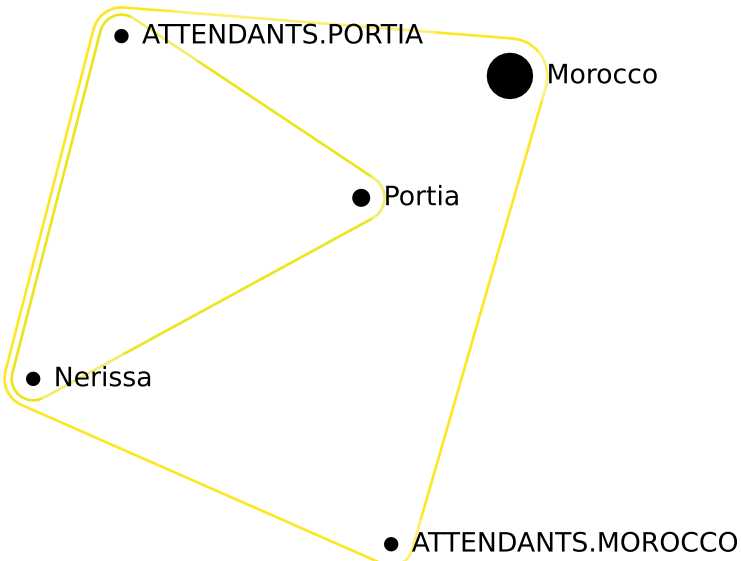 ATTENDANTS.PORTIA
Morocco
Portia
Nerissa
ATTENDANTS.MOROCCO